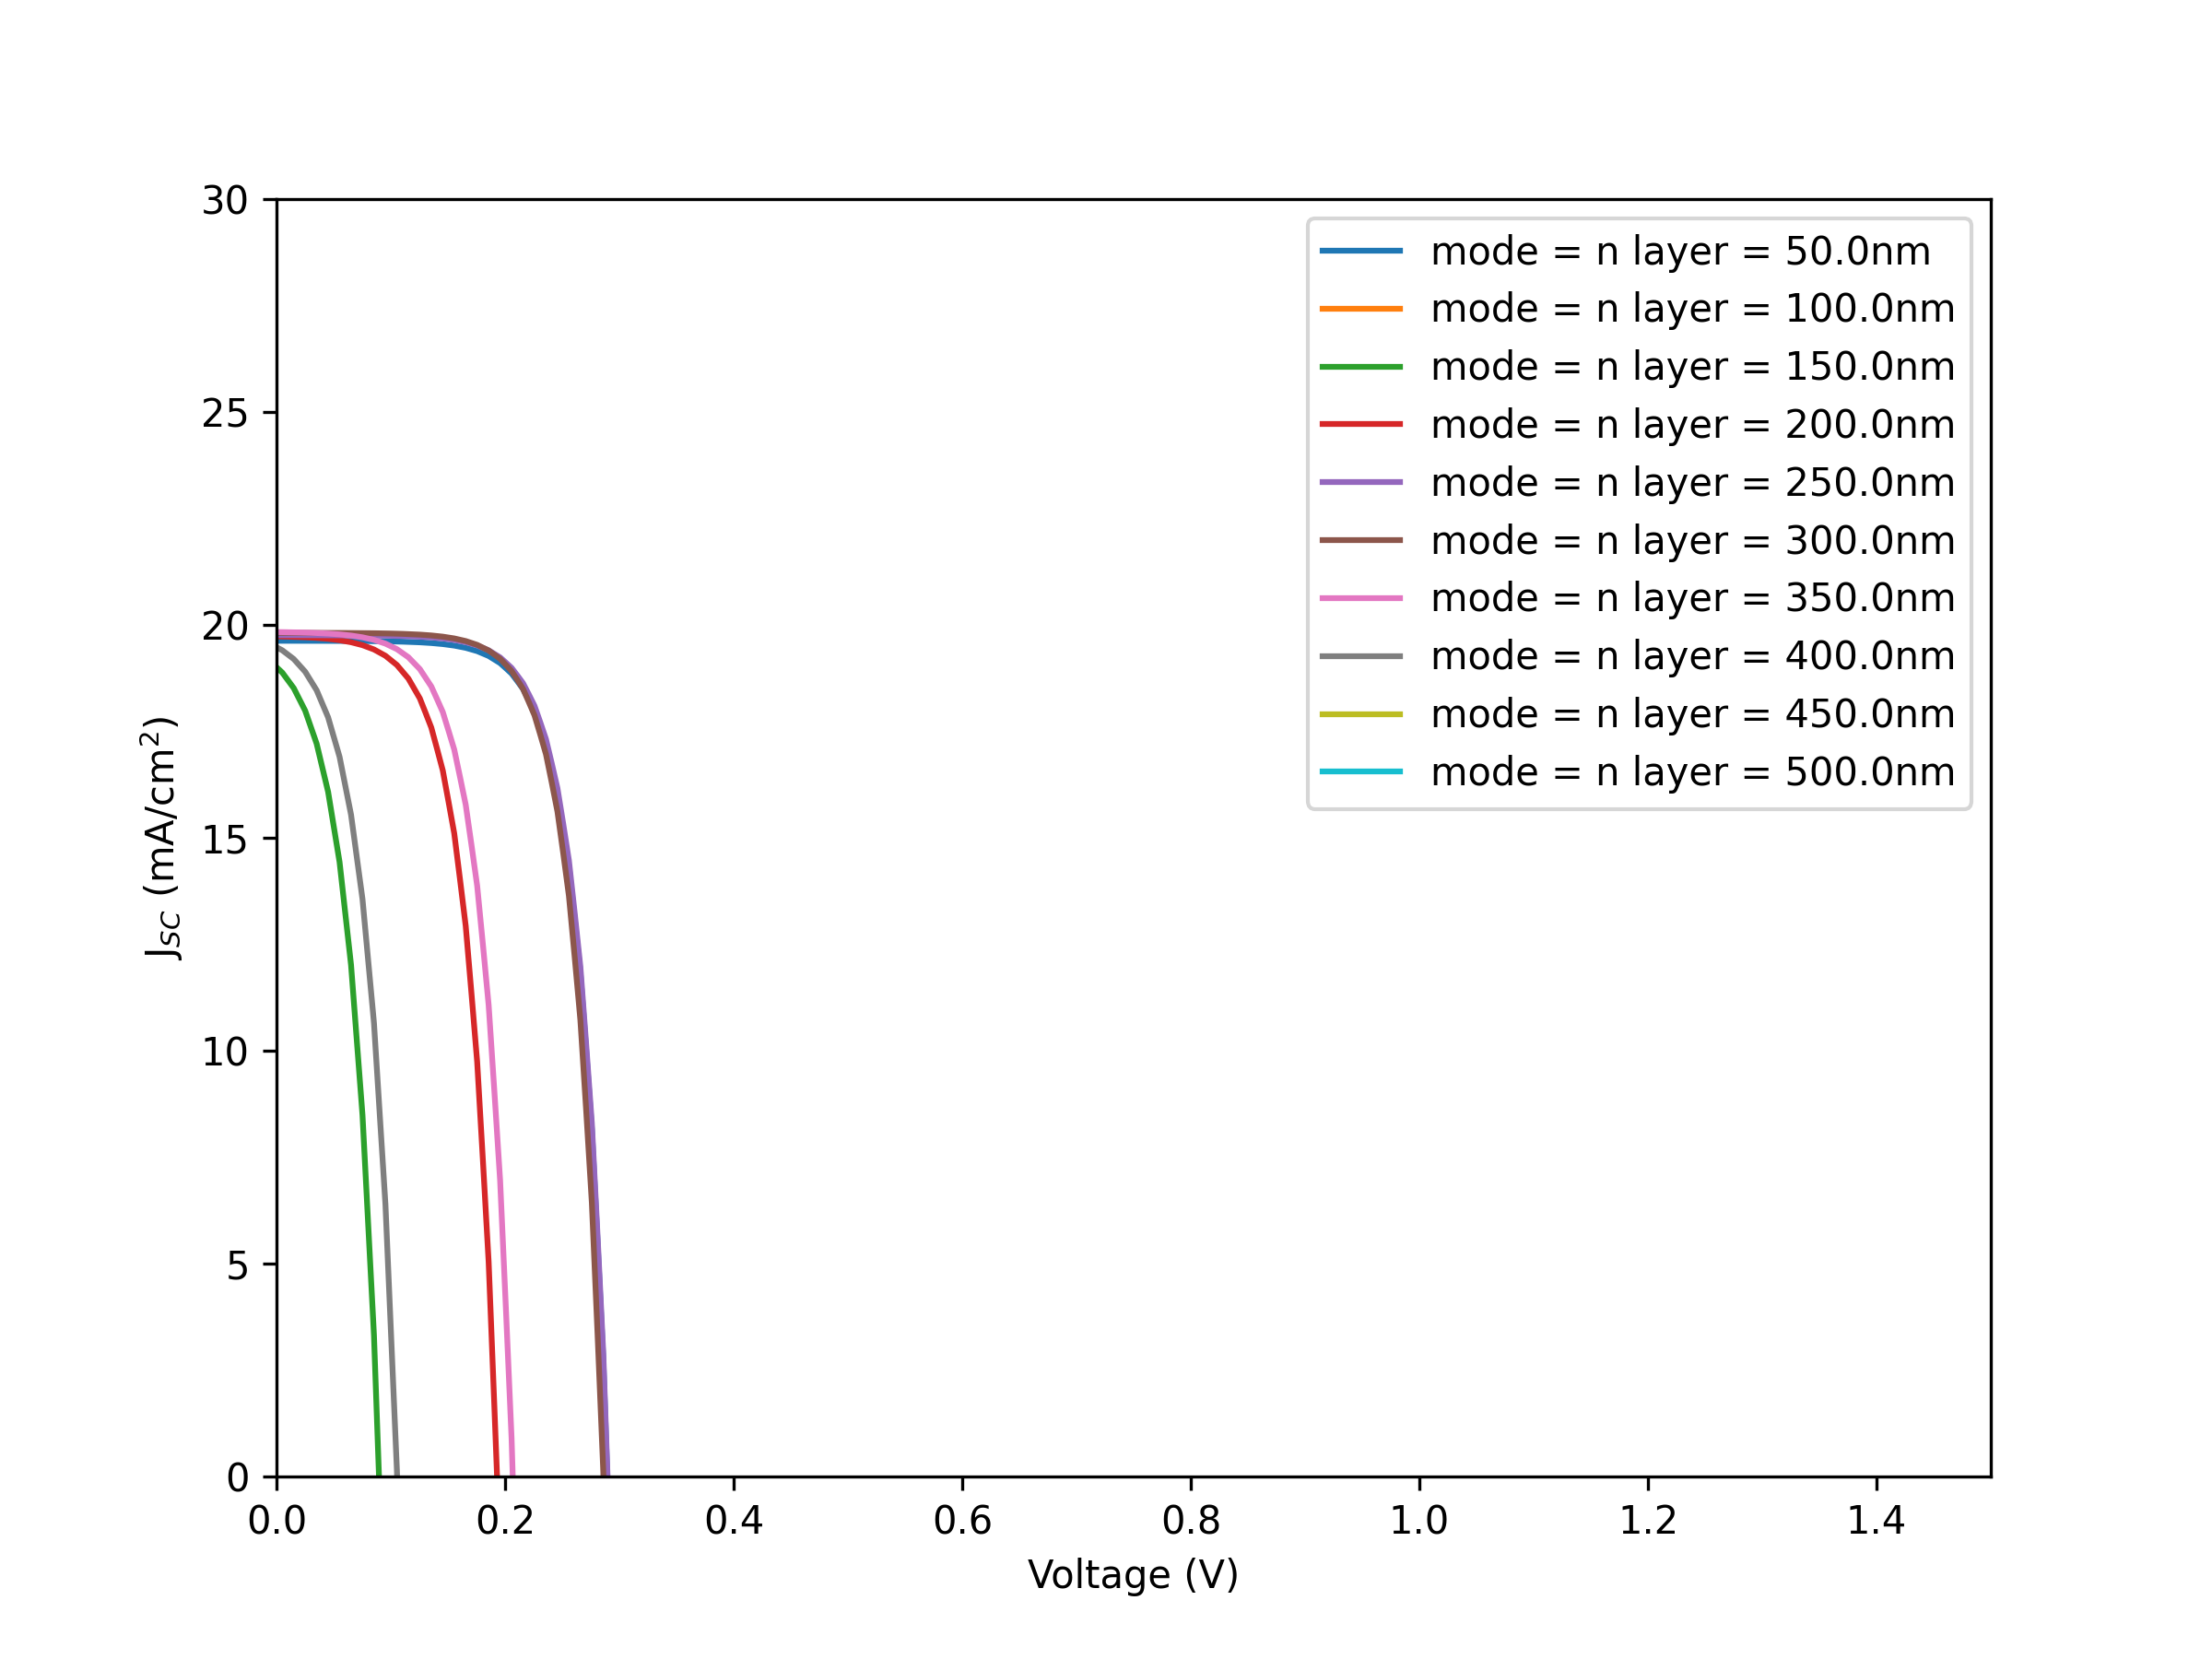 30
25
20
15
10
5
0
J_SC (mA/cm²)
mode = n layer = 50.0nm
mode = n layer = 100.0nm
mode = n layer = 150.0nm
mode = n layer = 200.0nm
mode = n layer = 250.0nm
mode = n layer = 300.0nm
mode = n layer = 350.0nm
mode = n layer = 400.0nm
mode = n layer = 450.0nm
mode = n layer = 500.0nm
0.0 0.2 0.4 0.6 0.8 1.0 1.2 1.4
Voltage (V)